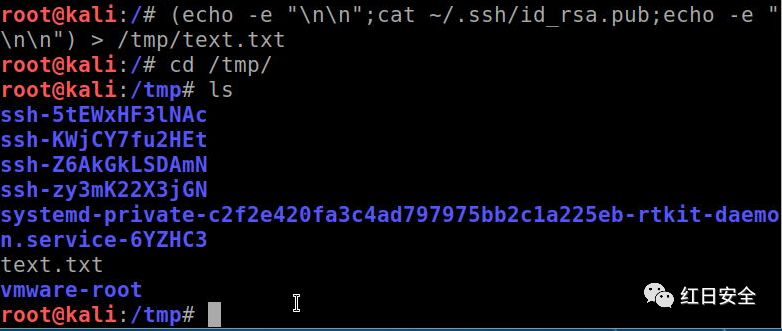 root@kali:/# (echo -e "\n\n";cat ~/.ssh/id_rsa.pub;echo -e "
\n\n") > /tmp/text.txt
root@kali:/# cd /tmp/
root@kali:/tmp# ls
ssh-5tEWxHF3lNAc
ssh-KWjCY7fu2HEt
ssh-Z6AkGkLSDAmN
ssh-zy3mK22X3jGN
systemd-private-c2f2e420fa3c4ad797975bb2c1a225eb-rtkit-daemo
n.service-6YZHC3
text.txt
vmware-root
root@kali:/tmp#
红日安全